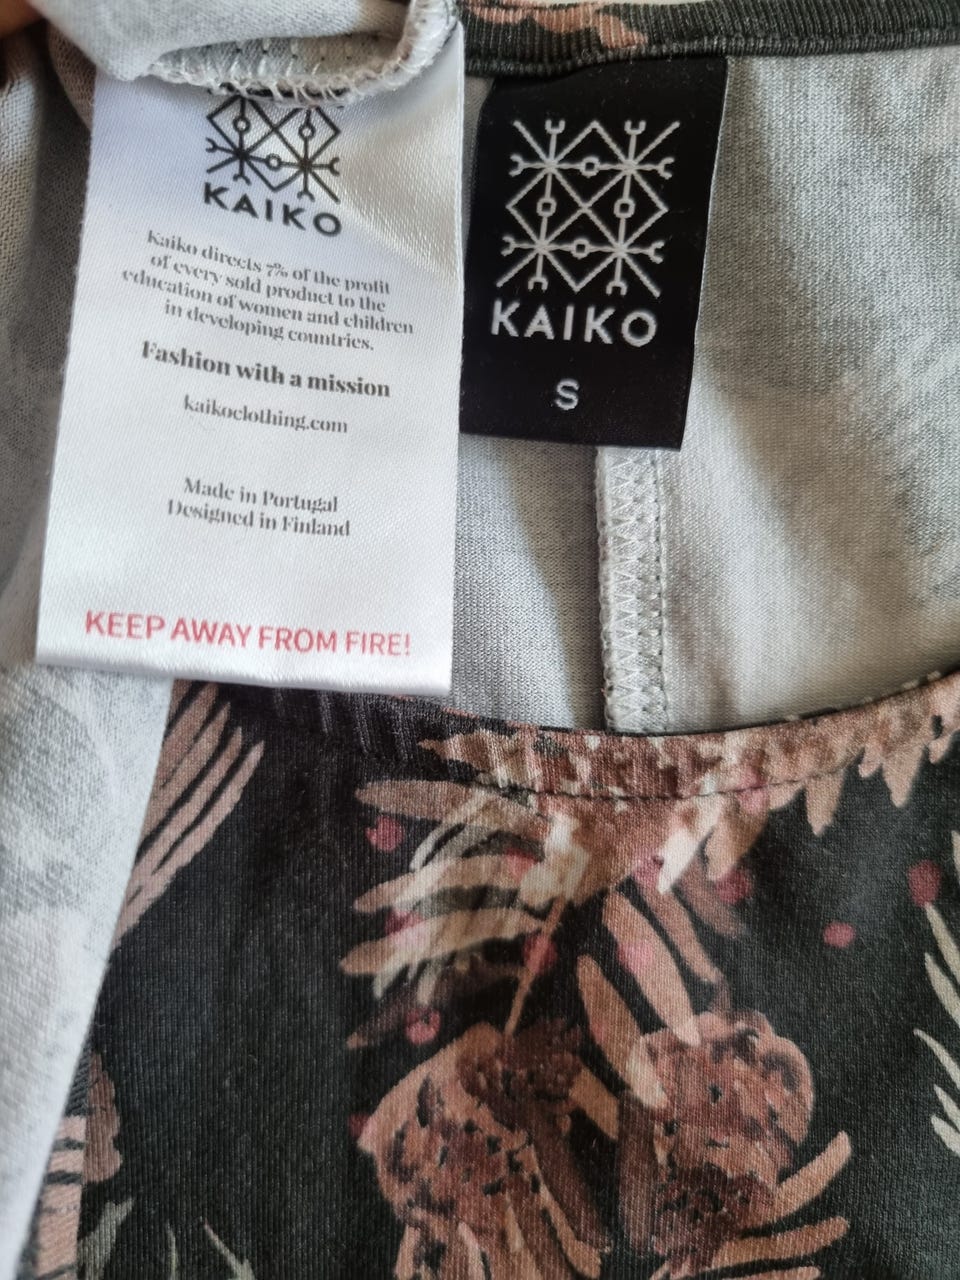 KAIKO
Kaiko directs 7% of the profit
of every sold product to the
education of women and children
in developing countries.
Fashion with a mission
kaikoclothing.com
Made in Portugal
Designed in Finland
KEEP AWAY FROM FIRE!
KAIKO
S